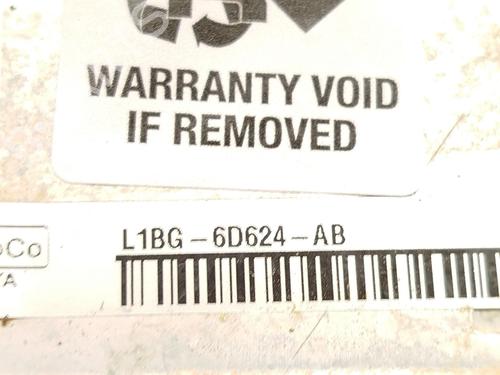 WARRANTY VOID
IF REMOVED
L1BG-6D624-AB